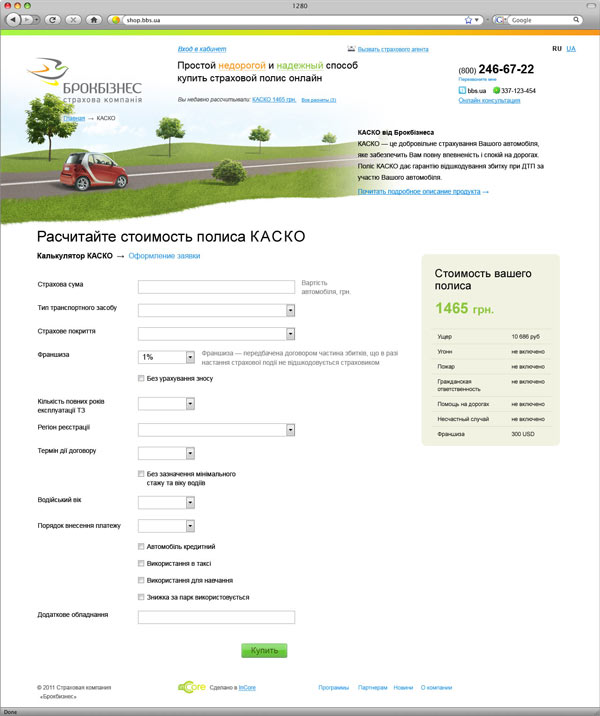 1280
shop.bbs.ua
Google
Вход в кабинет
Вызвать страхового агента
RU UA
Простой недорогой и надежный способ
купить страховой полис онлайн
(800) 246-67-22
Перезвоните мне
БРОКБІЗНЕС
страхова компанія
bbs.ua 337-123-454
Вы недавно рассчитывали: КАСКО 1465 грн. Все расчеты (3)
Онлайн консультация
Главная → КАСКО
КАСКО від Брокбізнеса
КАСКО — це добровільне страхування Вашого автомобіля,
яке забезпечить Вам повну впевненість і спокій на дорогах.
Поліс КАСКО дає гарантію відшкодування збитку при ДТП за
участю Вашого автомобіля.
Почитать подробное описание продукта →
Расчитайте стоимость полиса КАСКО
Калькулятор КАСКО → Оформление заявки
Страхова сума
Вартість
автомобіля, грн.
Тип транспортного засобу
Страхове покриття
Франшиза
1%
Франшиза — передбачена договором частина збитків, що в разі
настання страхової події не відшкодовується страховиком
Без урахування зносу
Кількість повних років
експлуатації ТЗ
Регіон реєстрації
Термін дії договору
Без зазначення мінімального
стажу та віку водіїв
Водійський вік
Порядок внесення платежу
Автомобіль кредитний
Використання в таксі
Використання для навчання
Знижка за парк використовується
Додаткове обладнання
Купить
Стоимость вашего
полиса
1465 грн.
Ущер 10 686 руб
Угонн не включено
Пожар не включено
Гражданская
ответственность не включено
Помощь на дорогах не включено
Несчастный случай не включено
Франшиза 300 USD
© 2011 Страховая компания
«Брокбизнес»
inCore
Сделано в InCore
Программы Партнерам Новини О компании
Done